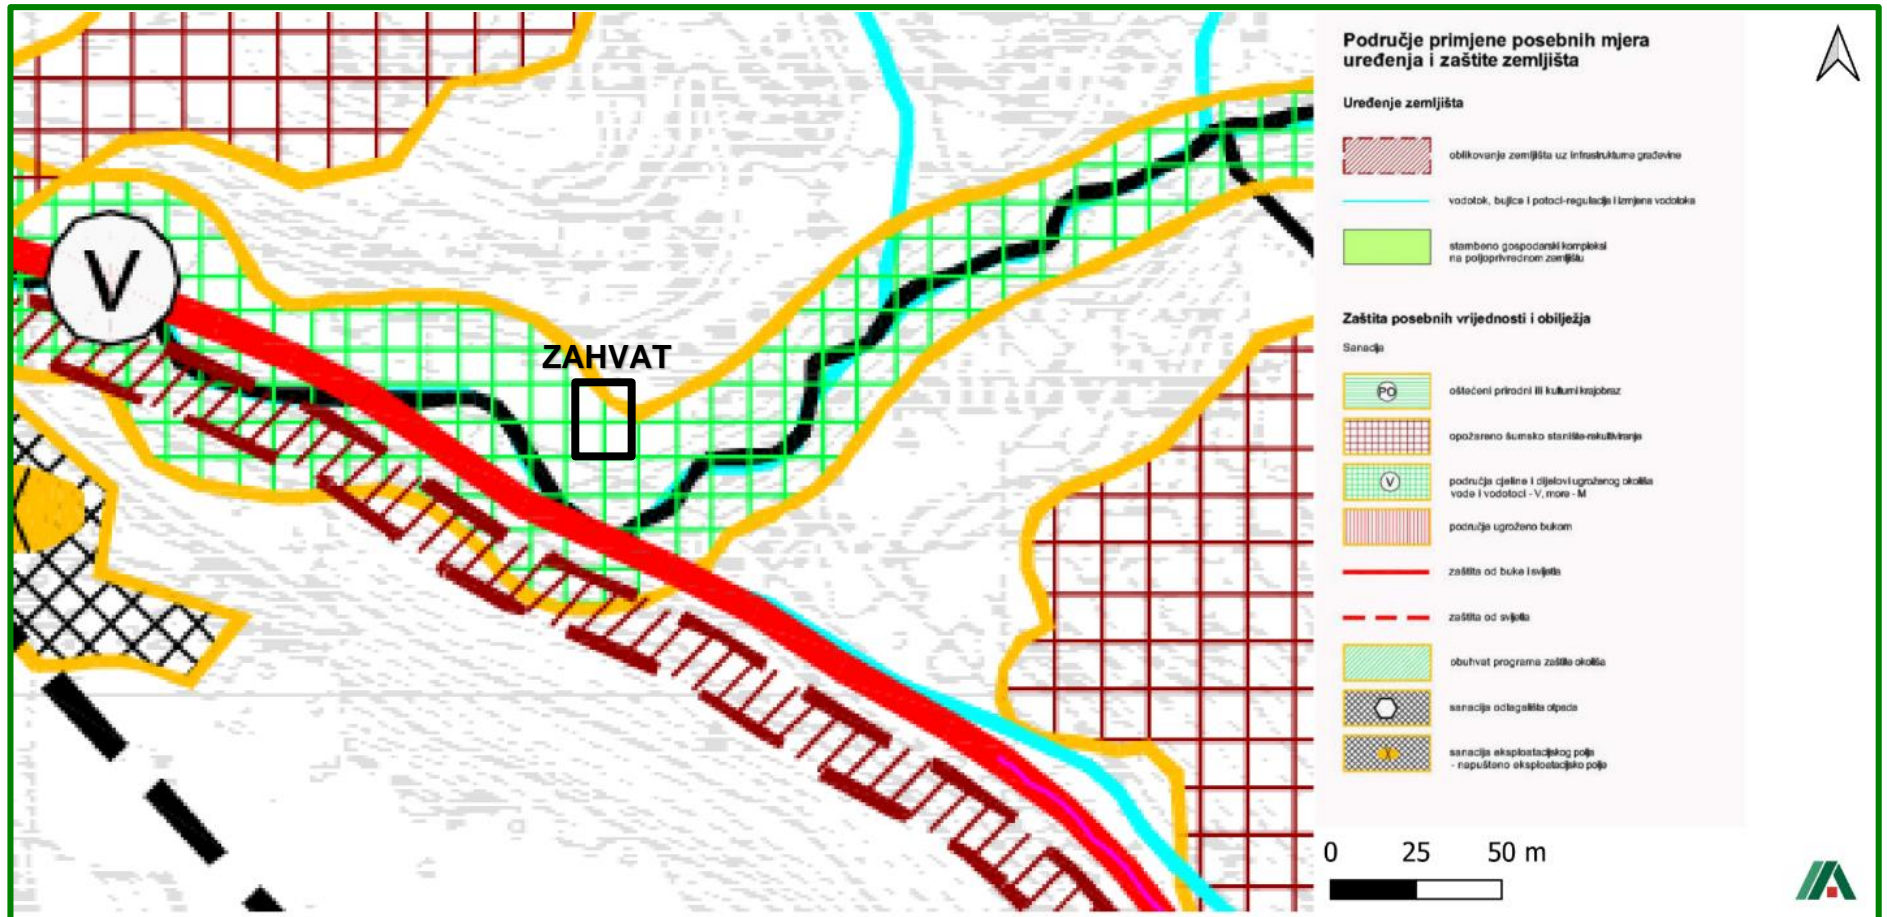 V
ZAHVAT
Područje primjene posebnih mjera
uređenja i zaštite zemljišta
Uređenje zemljišta
oblikovanje zemljišta uz infrastrukturne građevine
vodotok, bujice i potoci-regulacija i izmjena vodotoka
stambeno gospodarski kompleksi
na poljoprivrednom zemljištu
Zaštita posebnih vrijednosti i obilježja
Sanacija
PO
oštećeni prirodni ili kulturni krajobraz
opožareno šumsko stanište-rekultiviranje
V
područja cjeline i dijelovi ugroženog okoliša
vode i vodotoci - V, more - M
područje ugroženo bukom
zaštita od buke i svijetla
zaštita od svijetla
obuhvat programa zaštite okoliša
sanacija odlagališta otpada
sanacija eksploatacijskog polja
- napušteno eksploatacijsko polje
0 25 50 m